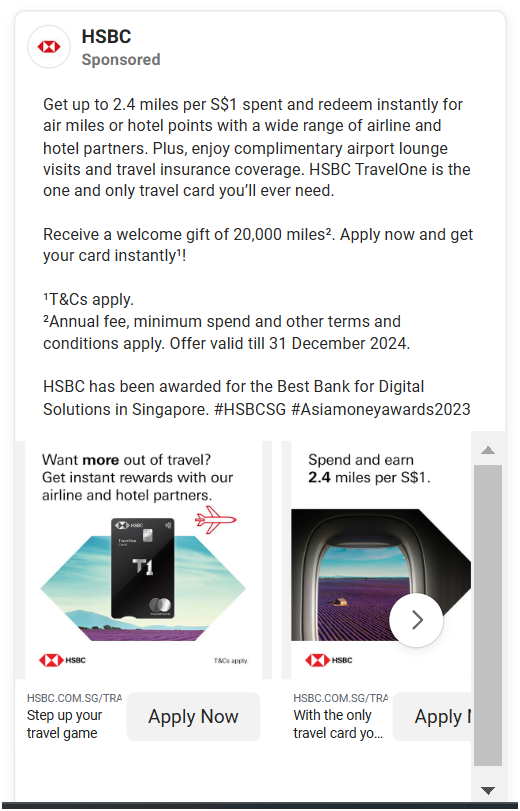 HSBC
Sponsored
Get up to 2.4 miles per S$1 spent and redeem instantly for
air miles or hotel points with a wide range of airline and
hotel partners. Plus, enjoy complimentary airport lounge
visits and travel insurance coverage. HSBC TravelOne is the
one and only travel card you’ll ever need.
Receive a welcome gift of 20,000 miles². Apply now and get
your card instantly¹!
¹T&Cs apply.
²Annual fee, minimum spend and other terms and
conditions apply. Offer valid till 31 December 2024.
HSBC has been awarded for the Best Bank for Digital
Solutions in Singapore. #HSBCSG #Asiamoneyawards2023
Want more out of travel?
Get instant rewards with our
airline and hotel partners.
HSBC
TravelOne
T1
HSBC
T&Cs apply.
HSBC.COM.SG/TRA
Step up your
travel game
Apply Now
Spend and earn
2.4 miles per S$1.
HSBC
HSBC.COM.SG/TRA
With the only
travel card yo...
Apply